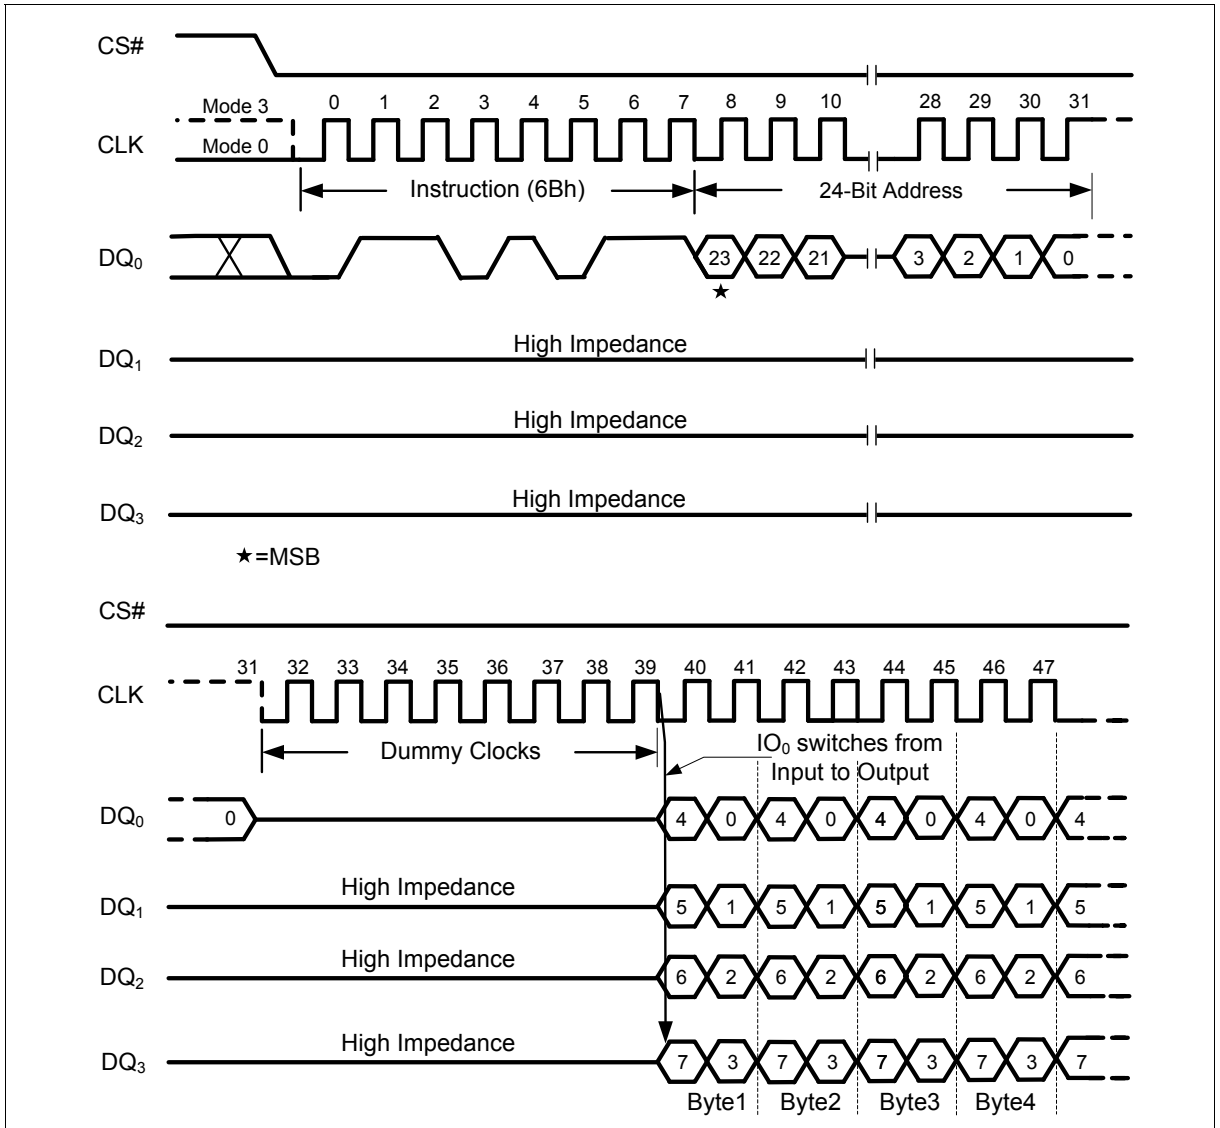 CS#
Mode 3
0 1 2 3 4 5 6 7 8 9 10 28 29 30 31
CLK
Mode 0
Instruction (6Bh)
24-Bit Address
DQ0
23 22 21 3 2 1 0
★
High Impedance
DQ1
High Impedance
DQ2
High Impedance
DQ3
★=MSB
CS#
31 32 33 34 35 36 37 38 39 40 41 42 43 44 45 46 47
CLK
Dummy Clocks
IO0 switches from
Input to Output
DQ0
0 4 0 4 0 4 0 4 0 4
High Impedance
DQ1
5 1 5 1 5 1 5 1 5
High Impedance
DQ2
6 2 6 2 6 2 6 2 6
High Impedance
DQ3
7 3 7 3 7 3 7 3 7
Byte1 Byte2 Byte3 Byte4